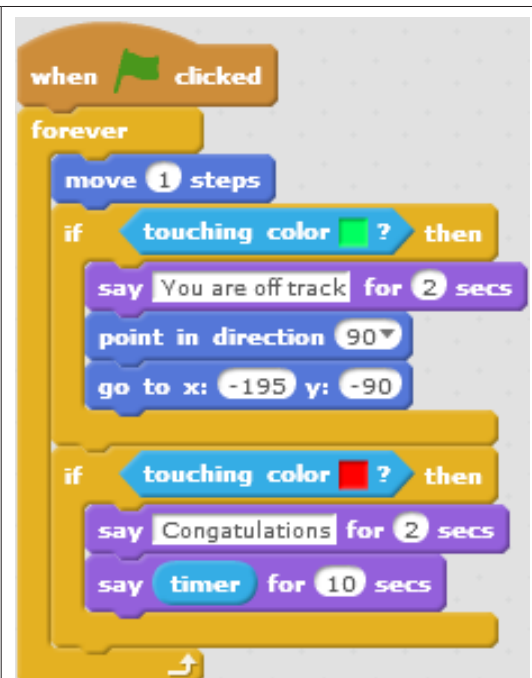 when clicked
forever
move 1 steps
if touching color ? then
say You are off track for 2 secs
point in direction 90
go to x: -195 y: -90
if touching color ? then
say Congatulations for 2 secs
say timer for 10 secs